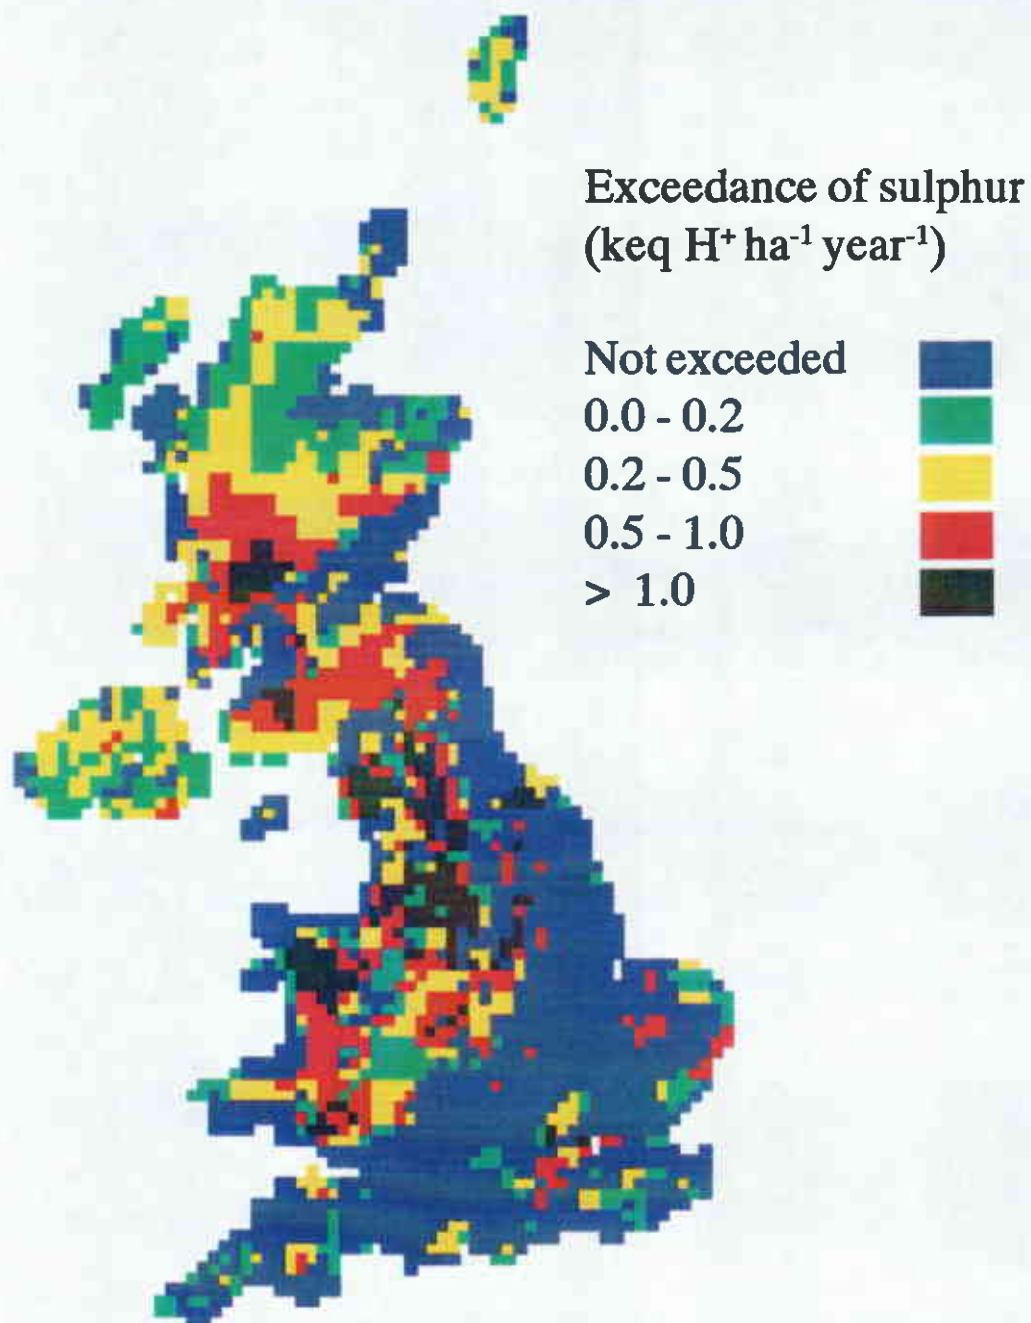 Exceedance of sulphur
(keq H⁺ ha⁻¹ year⁻¹)
Not exceeded
0.0 - 0.2
0.2 - 0.5
0.5 - 1.0
> 1.0